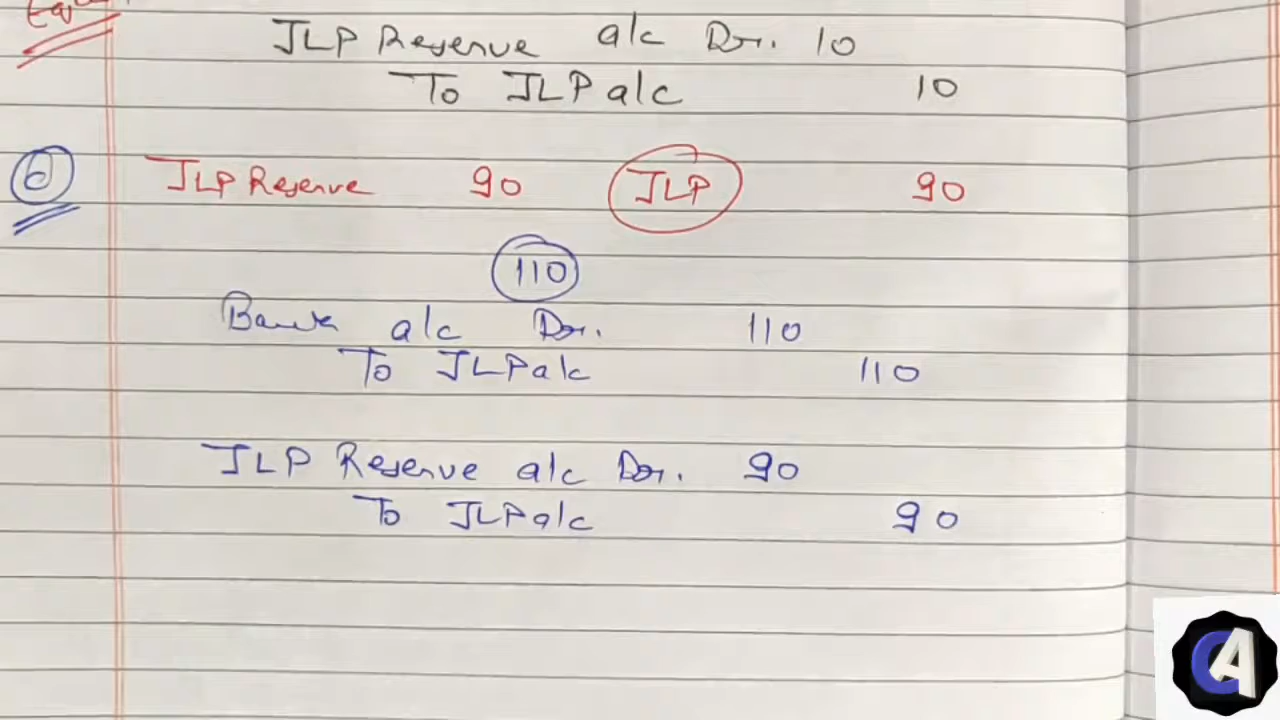 JLP Reserve a/c Dr. 10
To JLP a/c 10
d JLP Reserve 90 JLP 90
110
Bank a/c Dr. 110
To JLP a/c 110
JLP Reserve a/c Dr. 90
To JLP a/c 90
CA